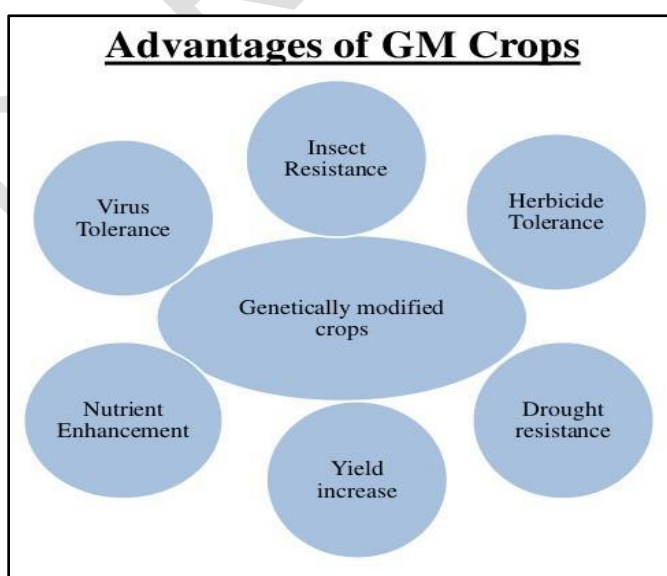 Advantages of GM Crops
Insect
Resistance
Virus
Tolerance
Herbicide
Tolerance
Genetically modified
crops
Nutrient
Enhancement
Drought
resistance
Yield
increase